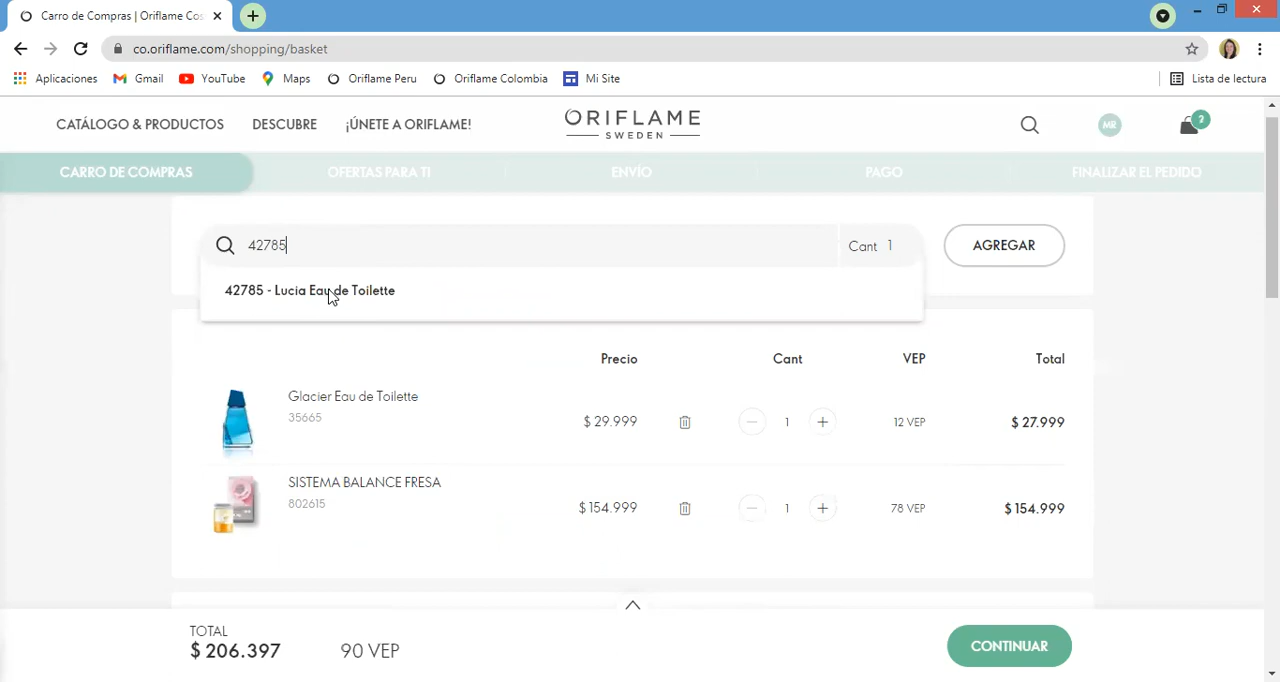 Carro de Compras | Oriflame Cos
co.oriflame.com/shopping/basket
Aplicaciones Gmail YouTube Maps Oriflame Peru Oriflame Colombia Mi Site Lista de lectura
CATÁLOGO & PRODUCTOS DESCUBRE ¡ÚNETE A ORIFLAME! ORIFLAME MR 2
SWEDEN
CARRO DE COMPRAS OFERTAS PARA TI ENVÍO PAGO FINALIZAR EL PEDIDO
42785 Cant 1 AGREGAR
42785 - Lucia Eau de Toilette
Precio Cant VEP Total
Glacier Eau de Toilette
35665
$ 29.999 1 12 VEP $ 27.999
SISTEMA BALANCE FRESA
802615
$ 154.999 1 78 VEP $ 154.999
TOTAL
$ 206.397 90 VEP CONTINUAR